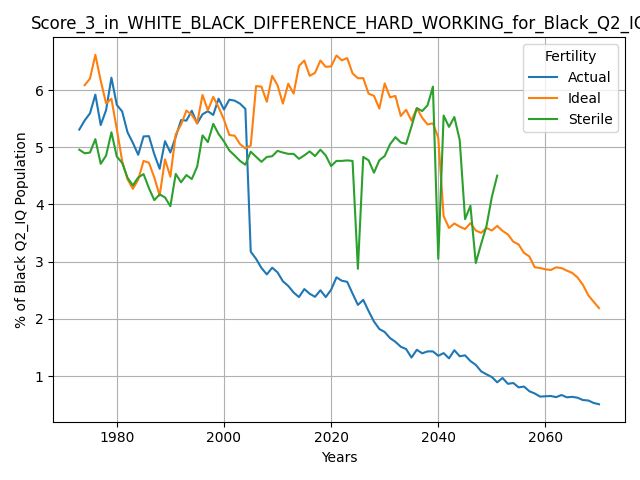 Score_3_in_WHITE_BLACK_DIFFERENCE_HARD_WORKING_for_Black_Q2_IQ
Fertility
Actual
Ideal
Sterile
% of Black Q2_IQ Population
6
5
4
3
2
1
1980 2000 2020 2040 2060
Years